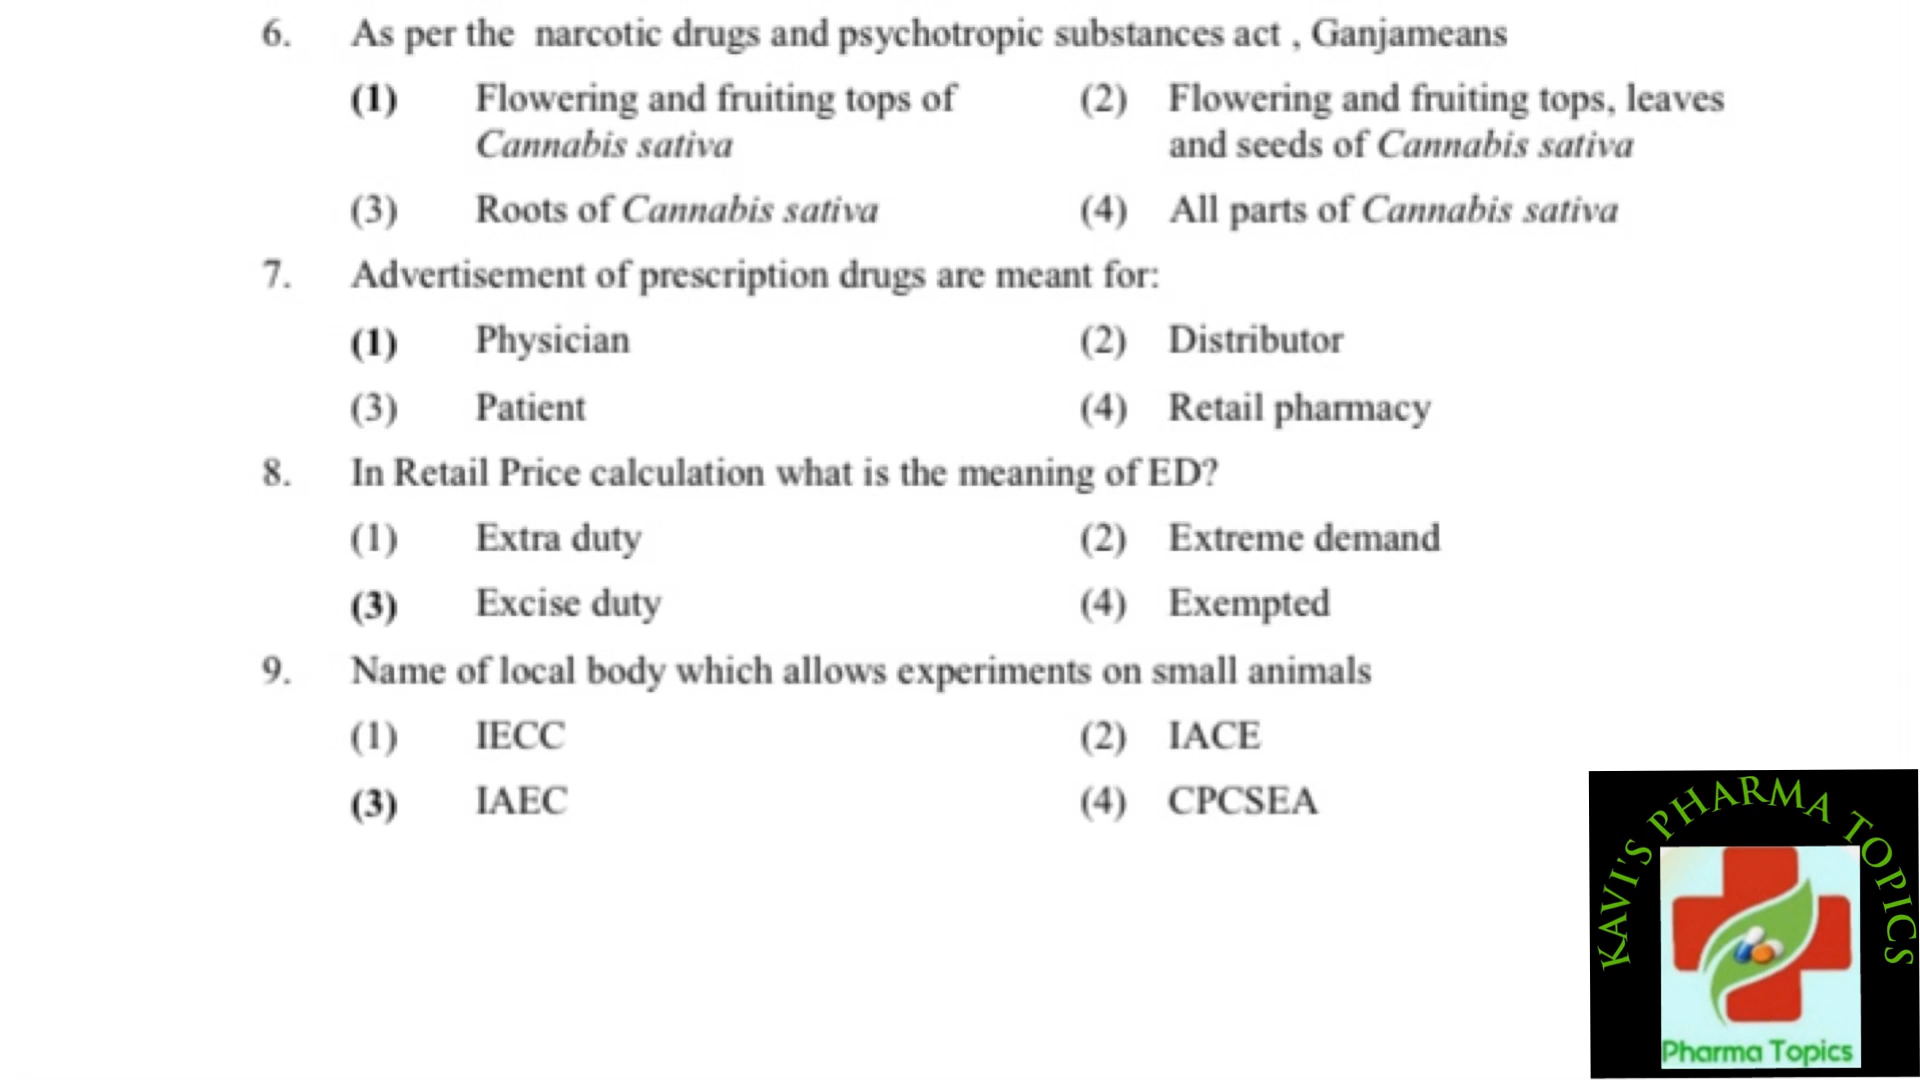 6. As per the narcotic drugs and psychotropic substances act , Ganjameans
(1) Flowering and fruiting tops of Cannabis sativa
(2) Flowering and fruiting tops, leaves and seeds of Cannabis sativa
(3) Roots of Cannabis sativa
(4) All parts of Cannabis sativa
7. Advertisement of prescription drugs are meant for:
(1) Physician
(2) Distributor
(3) Patient
(4) Retail pharmacy
8. In Retail Price calculation what is the meaning of ED?
(1) Extra duty
(2) Extreme demand
(3) Excise duty
(4) Exempted
9. Name of local body which allows experiments on small animals
(1) IECC
(2) IACE
(3) IAEC
(4) CPCSEA
KAVI'S PHARMA TOPICS
Pharma Topics